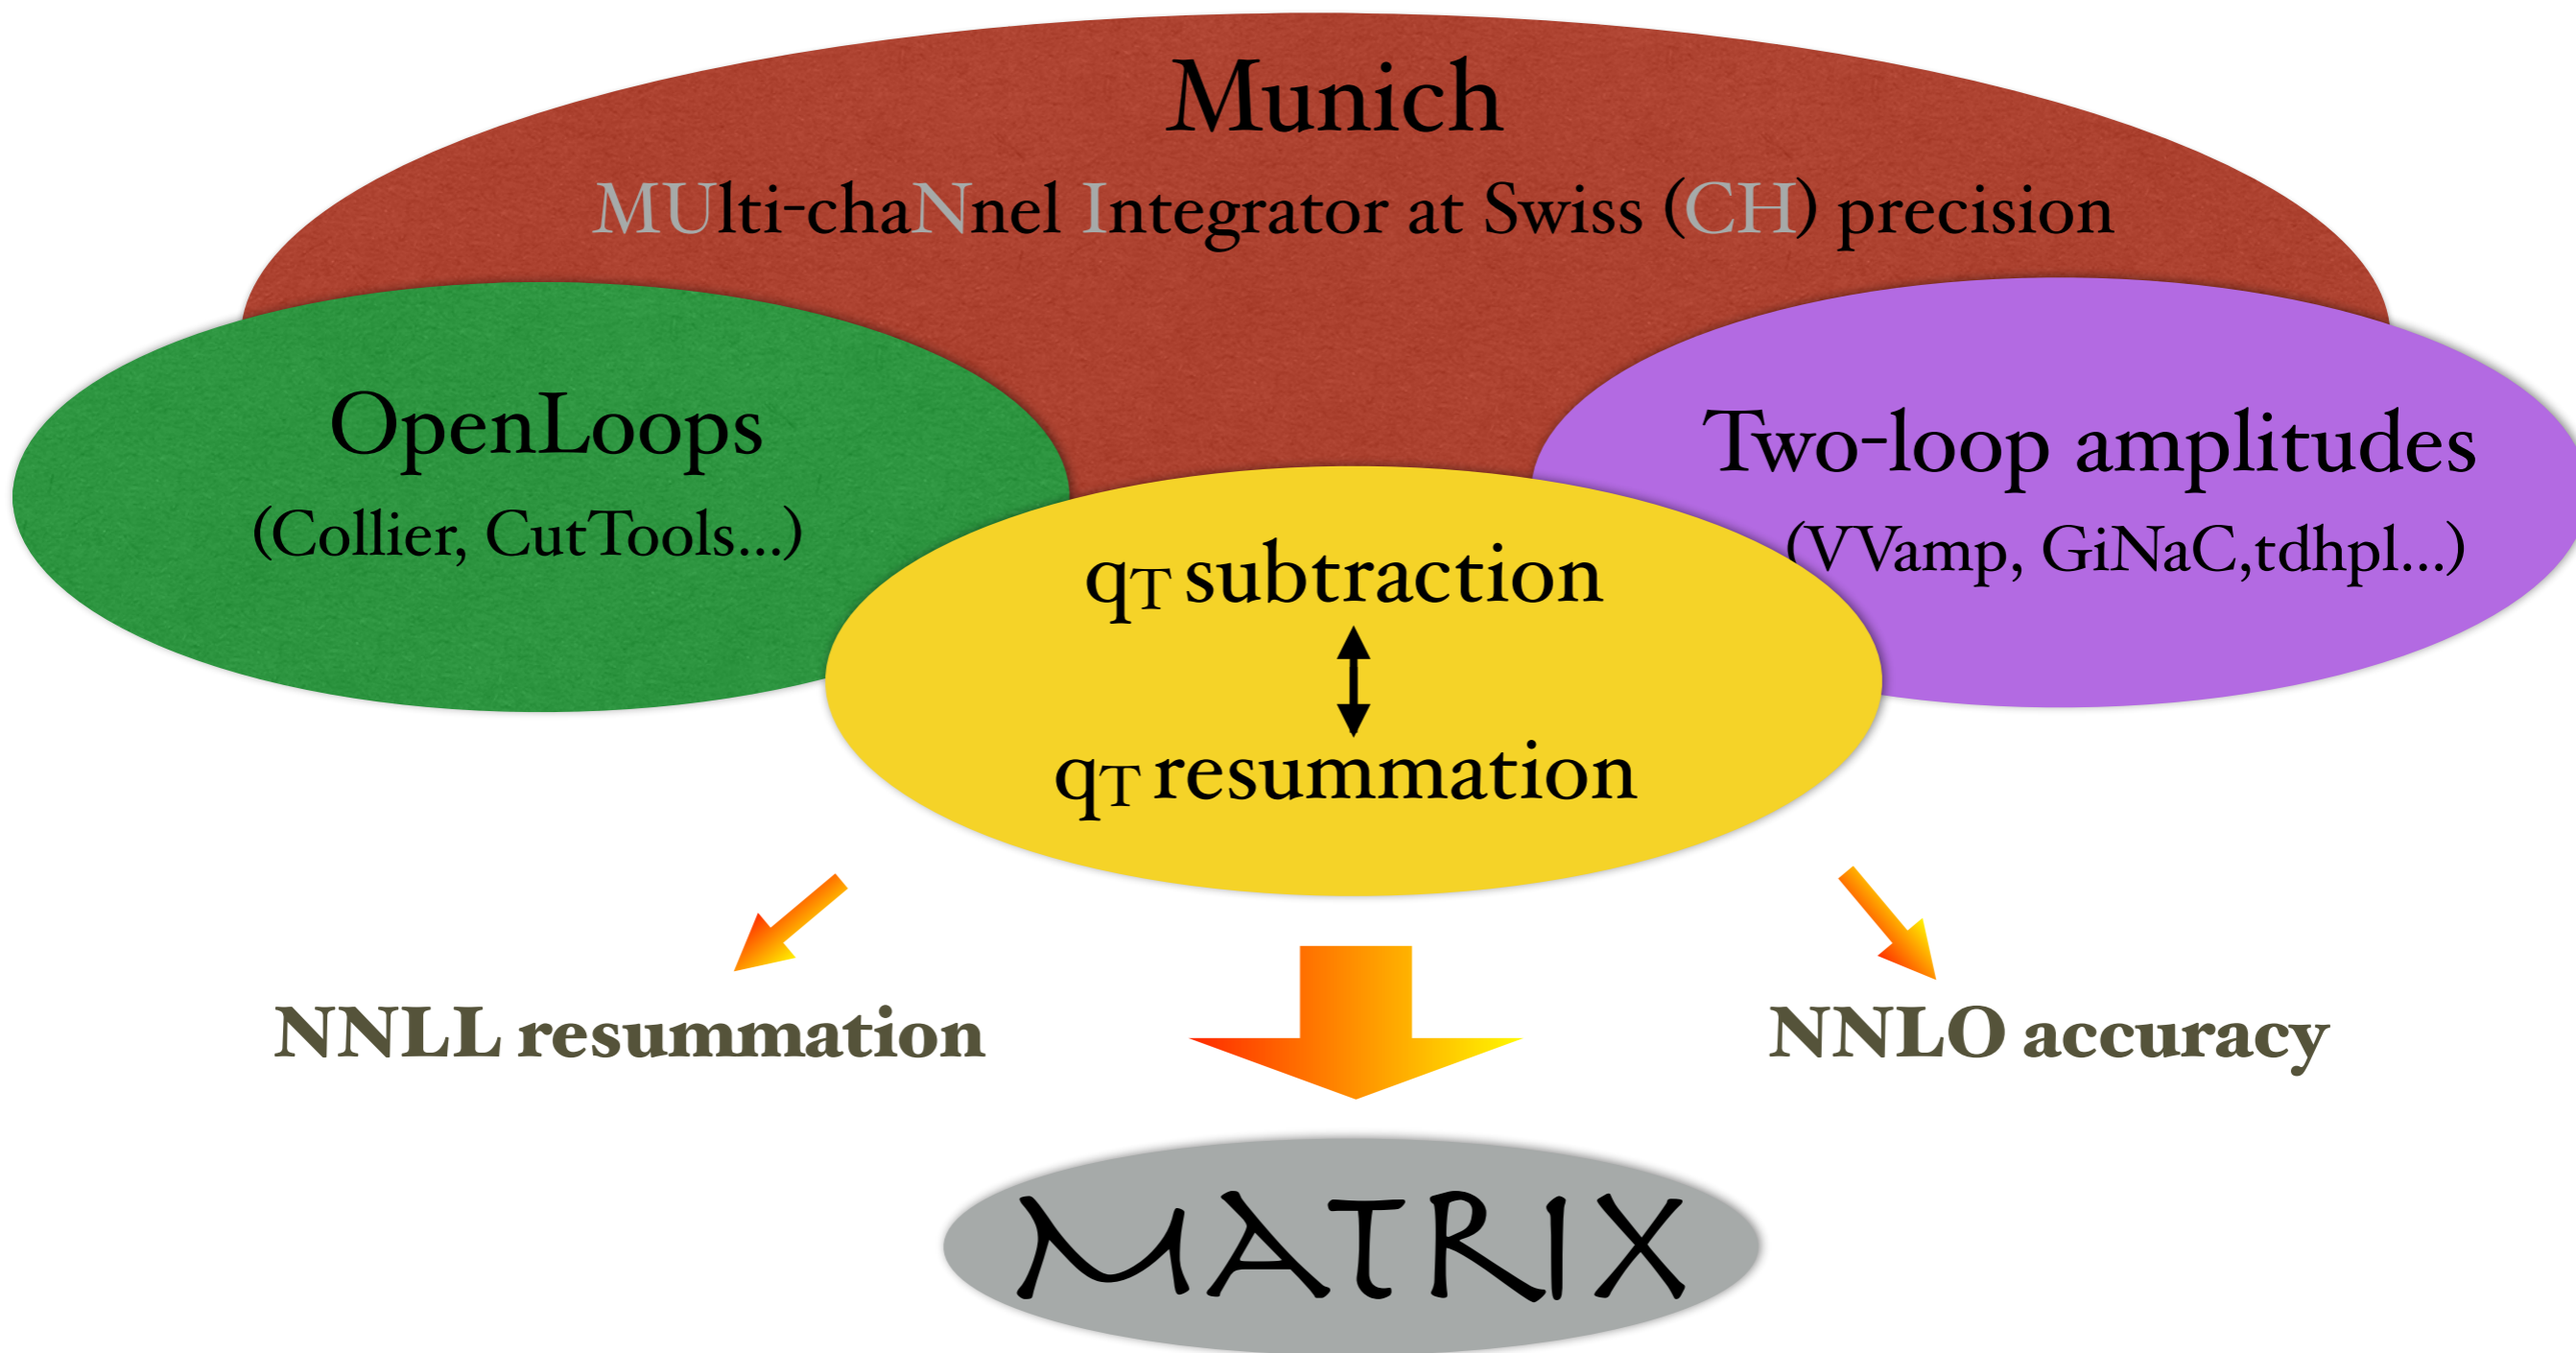 Munich
MUlti-chaNnel Integrator at Swiss (CH) precision
OpenLoops
(Collier, CutTools...)
Two-loop amplitudes
(VVamp, GiNaC,tdhpl...)
qT subtraction
qT resummation
NNLL resummation
NNLO accuracy
MATRIX